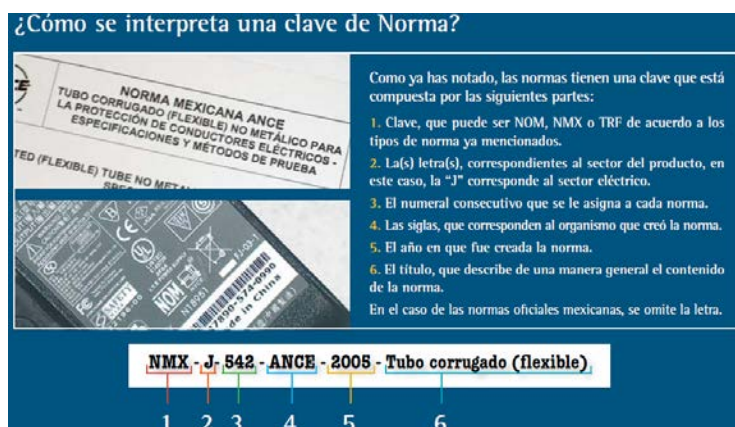 ¿Cómo se interpreta una clave de Norma?
NORMA MEXICANA ANCE
TUBO CORRUGADO (FLEXIBLE) NO METÁLICO PARA
LA PROTECCIÓN DE CONDUCTORES ELÉCTRICOS -
ESPECIFICACIONES Y MÉTODOS DE PRUEBA
TED (FLEXIBLE) TUBE NO
Como ya has notado, las normas tienen una clave que está
compuesta por las siguientes partes:
1. Clave, que puede ser NOM, NMX o TRF de acuerdo a los
tipos de norma ya mencionados.
2. La(s) letra(s), correspondientes al sector del producto, en
este caso, la “J” corresponde al sector eléctrico.
3. El numeral consecutivo que se le asigna a cada norma.
4. Las siglas, que corresponden al organismo que creó la norma.
5. El año en que fue creada la norma.
6. El título, que describe de una manera general el contenido
de la norma.
En el caso de las normas oficiales mexicanas, se omite la letra.
NOM
N18951
in China
NMX - J - 542 - ANCE - 2005 - Tubo corrugado (flexible)
1 2 3 4 5 6